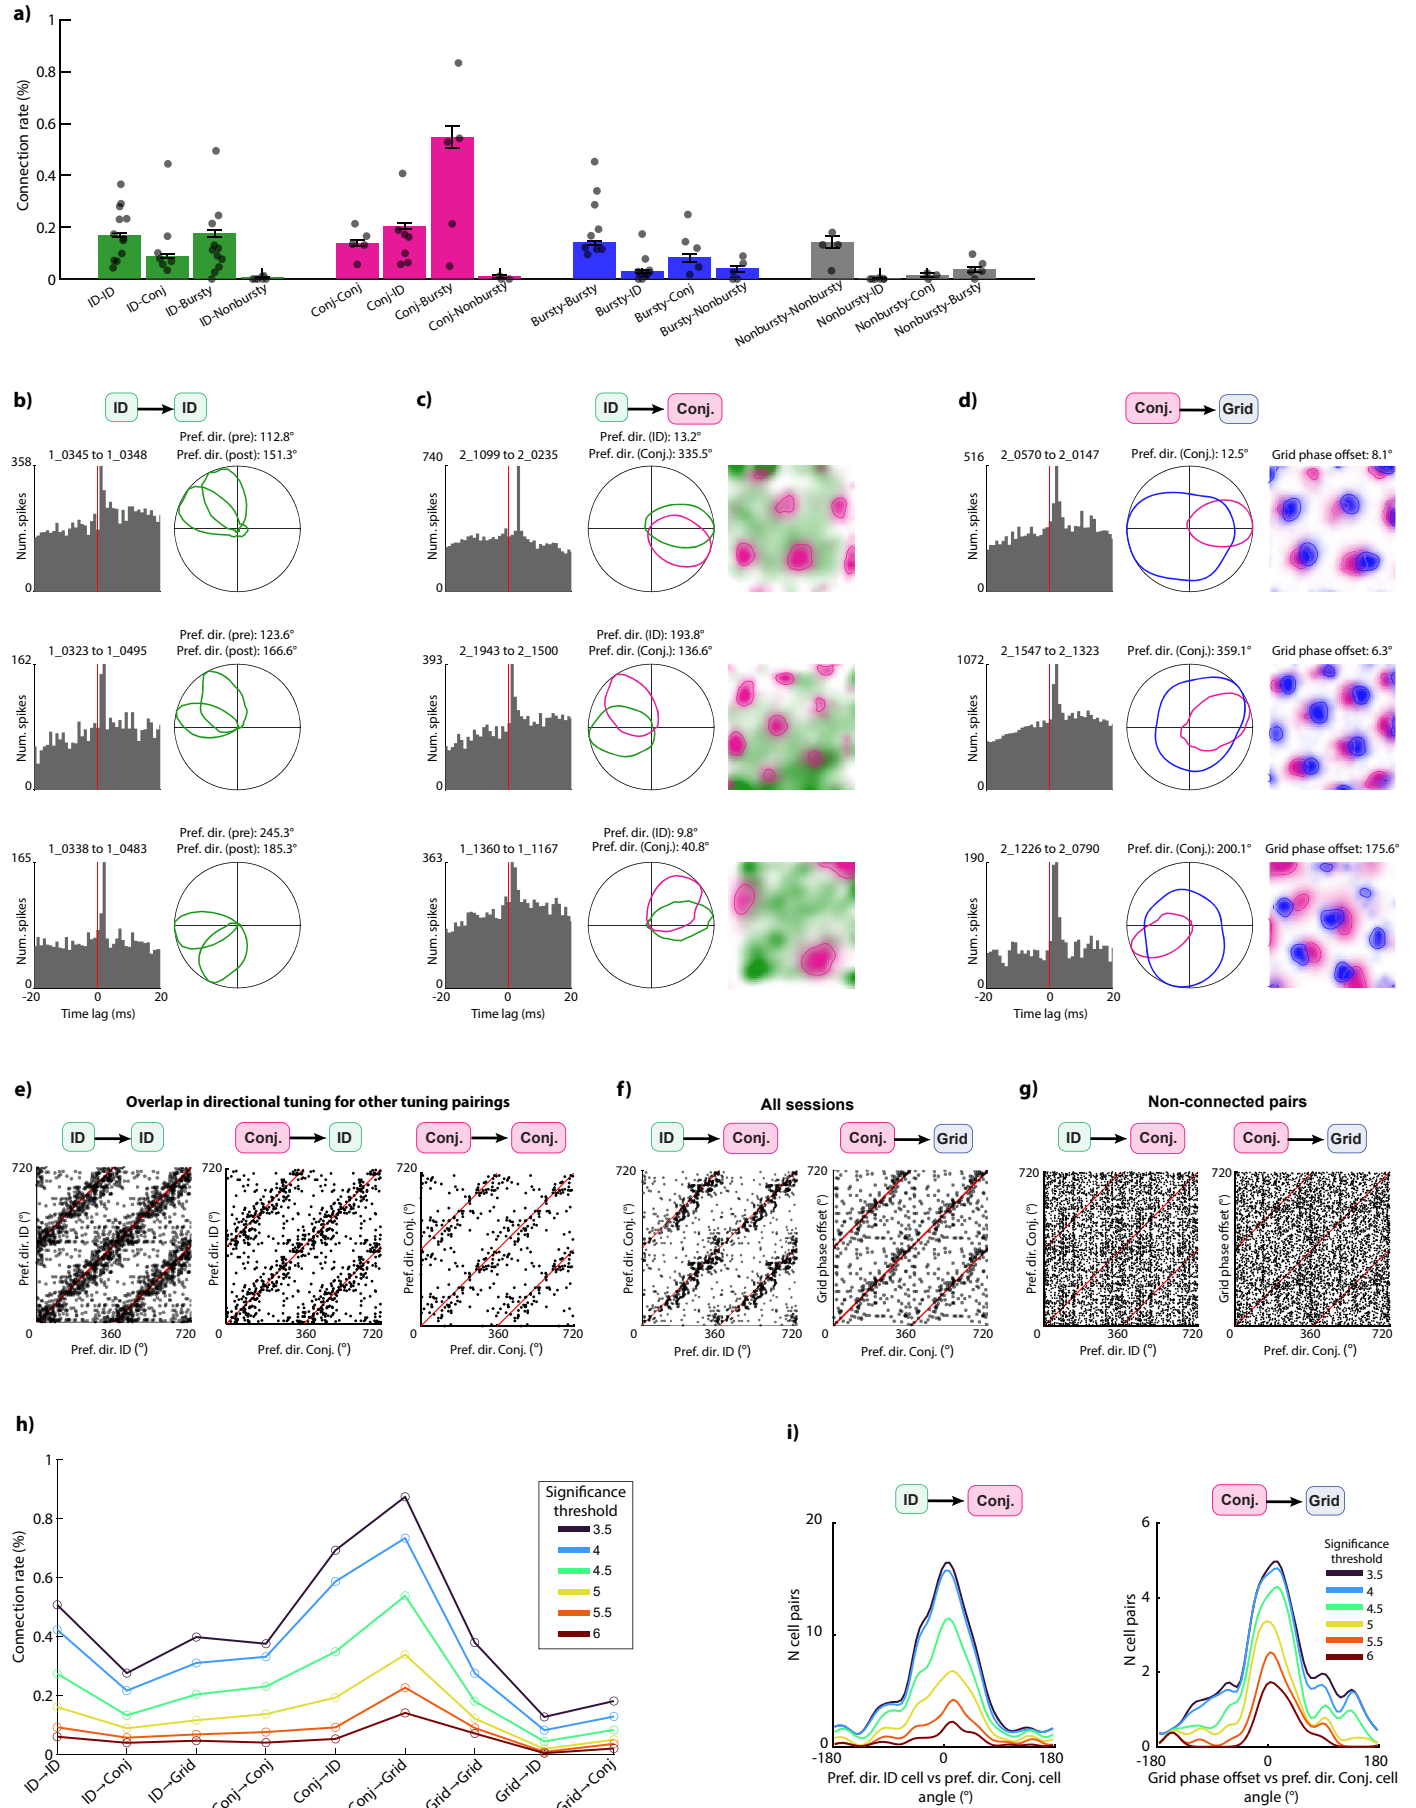 a)
1
0.8
0.6
0.4
0.2
0
Connection rate (%)
ID-ID
ID-Conj
ID-Bursty
ID-Nonbursty
Conj-Conj
Conj-ID
Conj-Bursty
Conj-Nonbursty
Bursty-Bursty
Bursty-ID
Bursty-Conj
Bursty-Nonbursty
Nonbursty-Nonbursty
Nonbursty-ID
Nonbursty-Conj
Nonbursty-Bursty
b)
ID
ID
Pref. dir. (pre): 112.8°
1_0345 to 1_0348
Pref. dir. (post): 151.3°
358
Num. spikes
0
Pref. dir. (pre): 123.6°
1_0323 to 1_0495
Pref. dir. (post): 166.6°
162
Num. spikes
0
Pref. dir. (pre): 245.3°
1_0338 to 1_0483
Pref. dir. (post): 185.3°
165
Num. spikes
0
-20
0
20
Time lag (ms)
c)
ID
Conj.
Pref. dir. (ID): 13.2°
2_1099 to 2_0235
Pref. dir. (Conj.): 335.5°
740
Num. spikes
0
Pref. dir. (ID): 193.8°
2_1943 to 2_1500
Pref. dir. (Conj.): 136.6°
393
Num. spikes
0
Pref. dir. (ID): 9.8°
1_1360 to 1_1167
Pref. dir. (Conj.): 40.8°
363
Num. spikes
0
-20
0
20
Time lag (ms)
d)
Conj.
Grid
2_0570 to 2_0147
Pref. dir. (Conj.): 12.5°
Grid phase offset: 8.1°
516
Num. spikes
0
2_1547 to 2_1323
Pref. dir. (Conj.): 359.1°
Grid phase offset: 6.3°
1072
Num. spikes
0
2_1226 to 2_0790
Pref. dir. (Conj.): 200.1°
Grid phase offset: 175.6°
190
Num. spikes
0
-20
0
20
Time lag (ms)
e)
Overlap in directional tuning for other tuning pairings
ID
ID
720
Pref. dir. ID (°)
0
360
720
Pref. dir. ID (°)
Conj.
ID
720
Pref. dir. ID (°)
0
360
720
Pref. dir. Conj. (°)
Conj.
Conj.
720
Pref. dir. Conj. (°)
0
360
720
Pref. dir. Conj. (°)
f)
All sessions
ID
Conj.
720
Pref. dir. Conj. (°)
0
360
720
Pref. dir. ID (°)
Conj.
Grid
720
Grid phase offset (°)
0
360
720
Pref. dir. Conj. (°)
g)
Non-connected pairs
ID
Conj.
720
Pref. dir. Conj. (°)
0
360
720
Pref. dir. ID (°)
Conj.
Grid
720
Grid phase offset (°)
0
360
720
Pref. dir. Conj. (°)
h)
1
0.8
0.6
0.4
0.2
0
Connection rate (%)
Significance
threshold
3.5
4
4.5
5
5.5
6
ID→ID
ID→Conj
ID→Grid
Conj→Conj
Conj→ID
Conj→Grid
Grid→Grid
Grid→ID
Grid→Conj
i)
ID
Conj.
20
10
0
N cell pairs
-180
0
180
Pref. dir. ID cell vs pref. dir. Conj. cell
angle (°)
Conj.
Grid
6
4
2
0
N cell pairs
Significance
threshold
3.5
4
4.5
5
5.5
6
-180
0
180
Grid phase offset vs pref. dir. Conj. cell
angle (°)